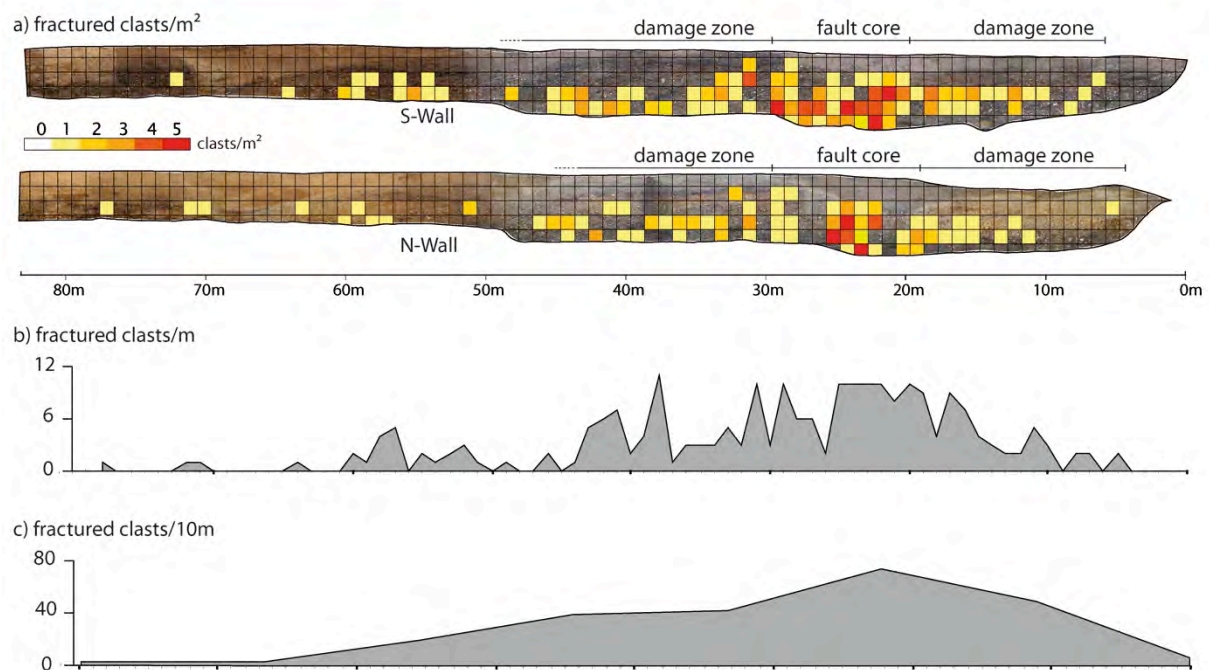 a) fractured clasts/m²
damage zone fault core damage zone
S-Wall
0 1 2 3 4 5
clasts/m²
damage zone fault core damage zone
N-Wall
80m 70m 60m 50m 40m 30m 20m 10m 0m
b) fractured clasts/m
12
6
0
c) fractured clasts/10m
80
40
0